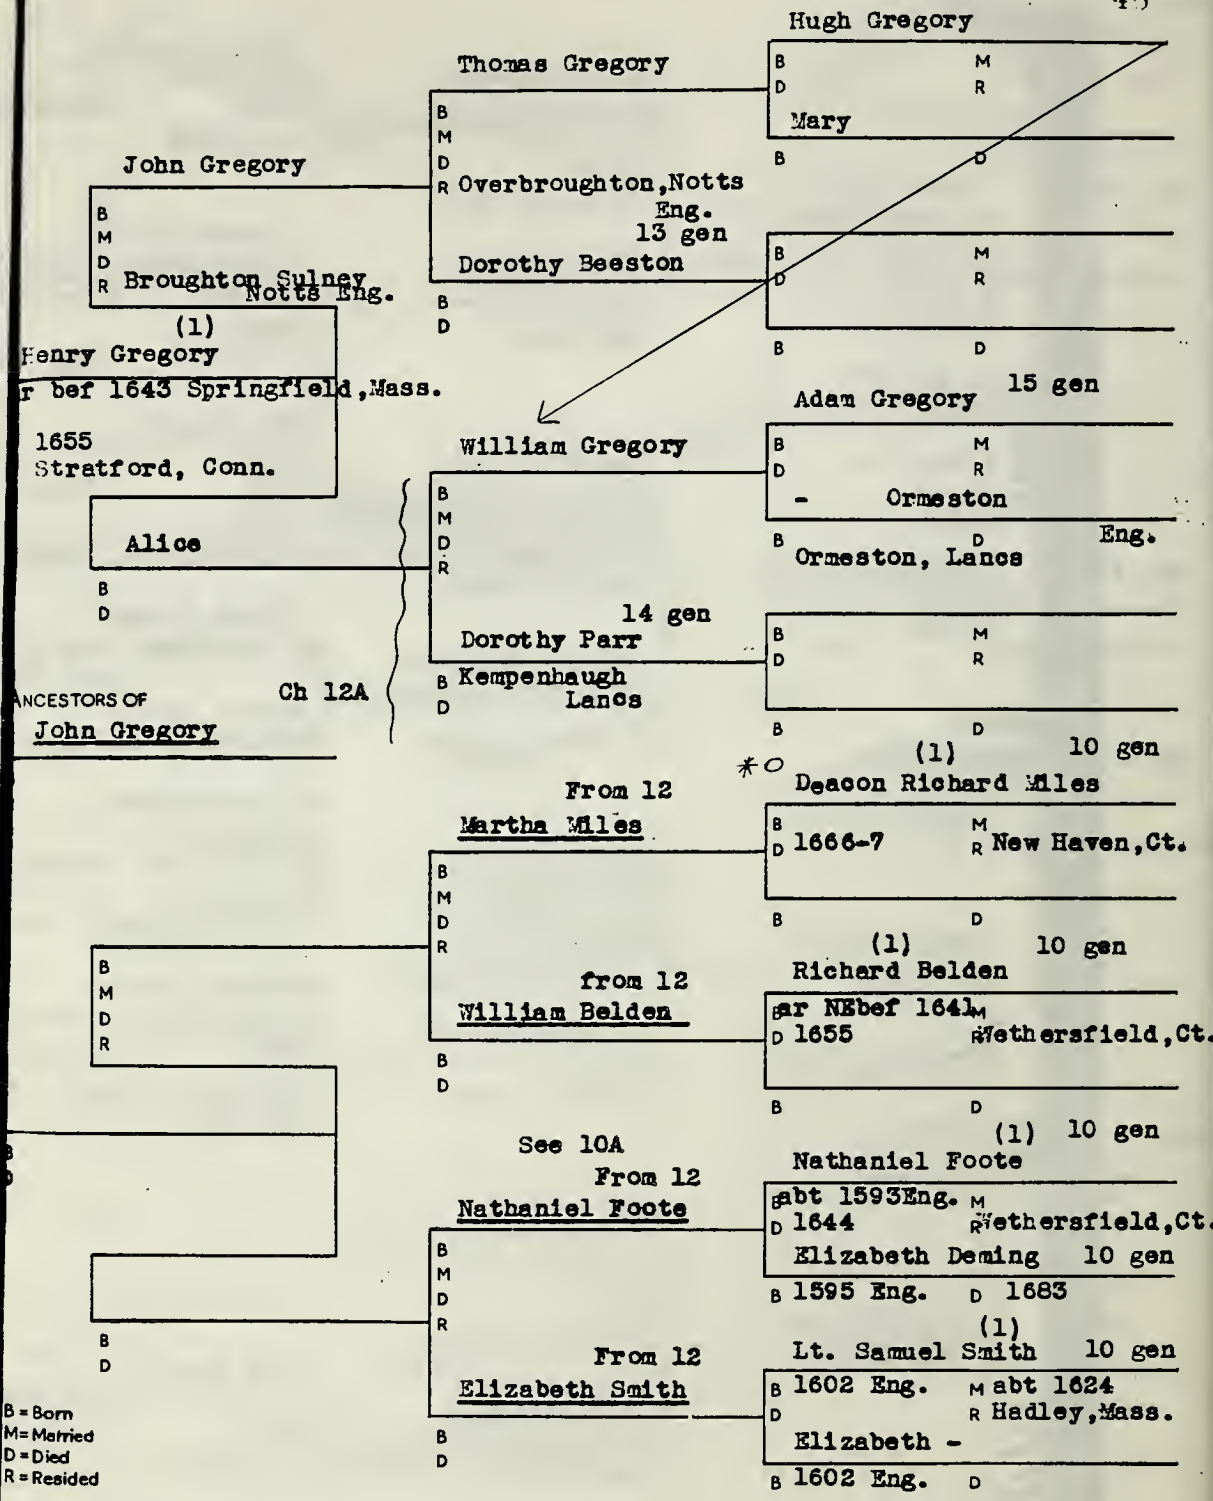 Hugh Gregory
B M
D R
Mary
B D
Thomas Gregory
B
M
D
R Overbroughton,Notts
Eng.
13 gen
Dorothy Beeston
B
D
B M
D R
B D
John Gregory
B
M
D
R Broughton Sulney
Notts Eng.
(1)
Henry Gregory
r bef 1643 Springfield,Mass.
1655
Stratford, Conn.
Alice
B
D
15 gen
Adam Gregory
B M
D R
- Ormeston
B D Eng.
Ormeston, Lancs
William Gregory
B
M
D
R
14 gen
Dorothy Parr
B Kempenhaugh
D Lancs
B M
D R
B D
Ch 12A
ANCESTORS OF
John Gregory
(1) 10 gen
*o Deacon Richard Miles
B M
D 1666-7 R New Haven,Ct.
B D
From 12
Martha Miles
B
M
D
R
from 12
William Belden
B
D
(1) 10 gen
Richard Belden
B ar NEbef 1641 M
D 1655 R Wethersfield,Ct.
B D
B
M
D
R
(1) 10 gen
Nathaniel Foote
B abt 1593Eng. M
D 1644 R Wethersfield,Ct.
Elizabeth Deming 10 gen
B 1595 Eng. D 1683
See 10A
From 12
Nathaniel Foote
B
M
D
R
From 12
Elizabeth Smith
B
D
(1)
Lt. Samuel Smith 10 gen
B 1602 Eng. M abt 1624
D R Hadley,Mass.
Elizabeth -
B 1602 Eng. D
B
D
B = Born
M = Married
D = Died
R = Resided